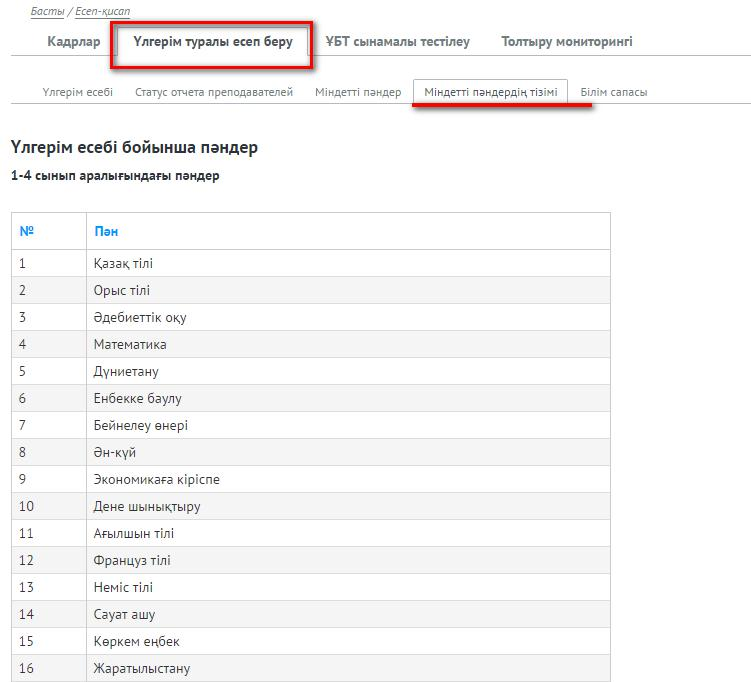 Басты / Есеп-қисап
Кадрлар Үлгерім туралы есеп беру ҰБТ сынамалы тестілеу Толтыру мониторингі
Үлгерім есебі Статус отчета преподавателей Міндетті пәндер Міндетті пәндердің тізімі Білім сапасы
Үлгерім есебі бойынша пәндер
1-4 сынып аралығындағы пәндер
№ Пән
1 Қазақ тілі
2 Орыс тілі
3 Әдебиеттік оқу
4 Математика
5 Дүниетану
6 Енбекке баулу
7 Бейнелеу өнері
8 Ән-күй
9 Экономикаға кіріспе
10 Дене шынықтыру
11 Ағылшын тілі
12 Француз тілі
13 Неміс тілі
14 Сауат ашу
15 Көркем еңбек
16 Жаратылыстану